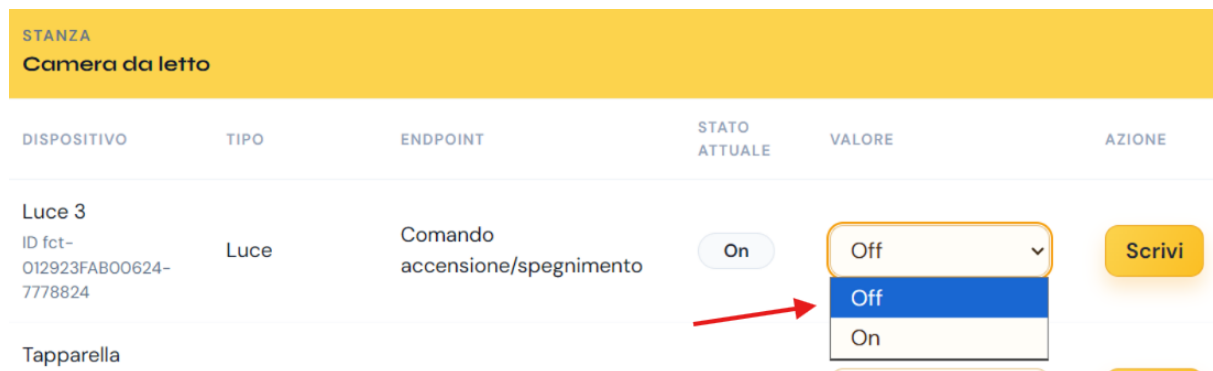 STANZA
Camera da letto
DISPOSITIVO
TIPO
ENDPOINT
STATO
ATTUALE
VALORE
AZIONE
Luce 3
ID fct-
012923FAB00624-
7778824
Luce
Comando
accensione/spegnimento
On
Off
Scrivi
Off
On
Tapparella